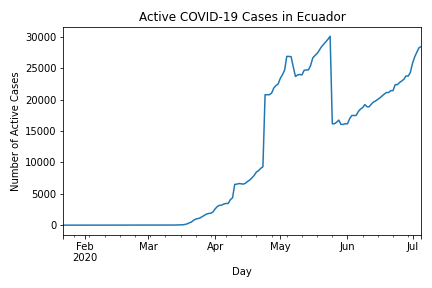 Active COVID-19 Cases in Ecuador
Number of Active Cases
30000
25000
20000
15000
10000
5000
0
Feb
2020
Mar
Apr
May
Jun
Jul
Day